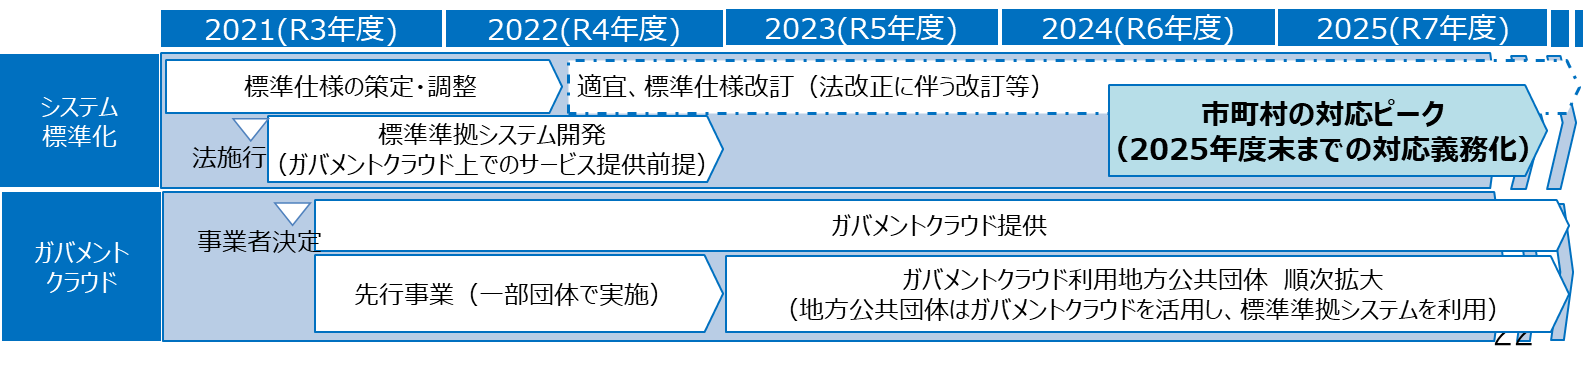 2021(R3年度)
2022(R4年度)
2023(R5年度)
2024(R6年度)
2025(R7年度)
システム
標準化
標準仕様の策定・調整
適宜、標準仕様改訂（法改正に伴う改訂等）
法施行
標準準拠システム開発
（ガバメントクラウド上でのサービス提供前提）
市町村の対応ピーク
（2025年度末までの対応義務化）
ガバメント
クラウド
事業者決定
ガバメントクラウド提供
先行事業（一部団体で実施）
ガバメントクラウド利用地方公共団体　順次拡大
（地方公共団体はガバメントクラウドを活用し、標準準拠システムを利用）
22